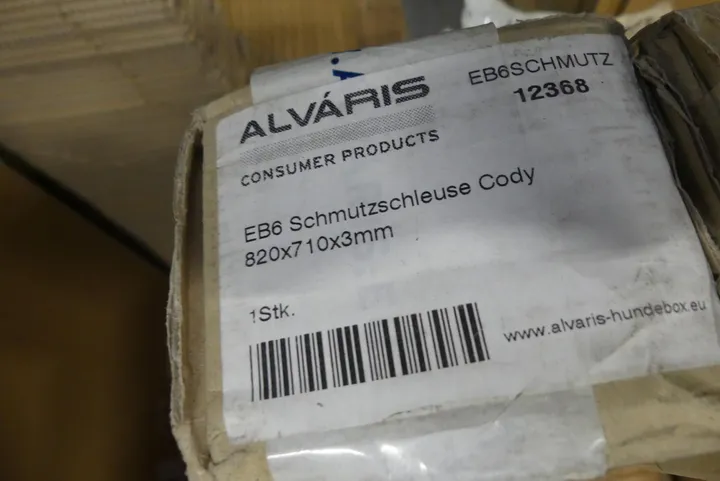 ALVÁRIS
CONSUMER PRODUCTS
EB6SCHMUTZ
12368
EB6 Schmutzschleuse Cody
820x710x3mm
1Stk.
www.alvaris-hundebox.eu